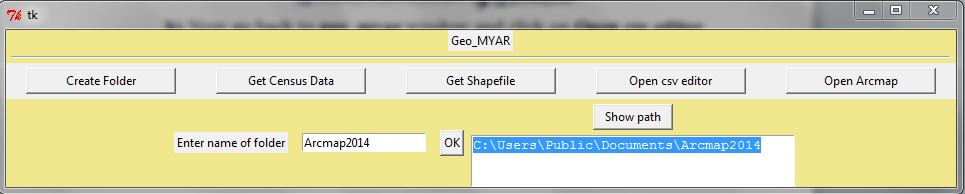 tk
Geo_MYAR
Create Folder
Get Census Data
Get Shapefile
Open csv editor
Open Arcmap
Show path
Enter name of folder
Arcmap2014
OK
C:\Users\Public\Documents\Arcmap2014